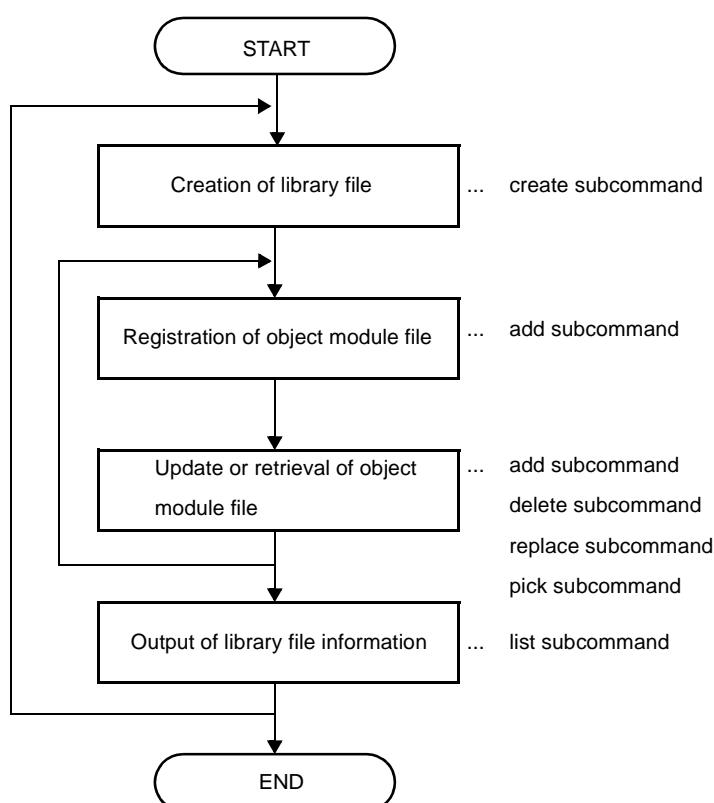 START
Creation of library file ... create subcommand
Registration of object module file ... add subcommand
Update or retrieval of object ... add subcommand
module file delete subcommand
replace subcommand
pick subcommand
Output of library file information ... list subcommand
END